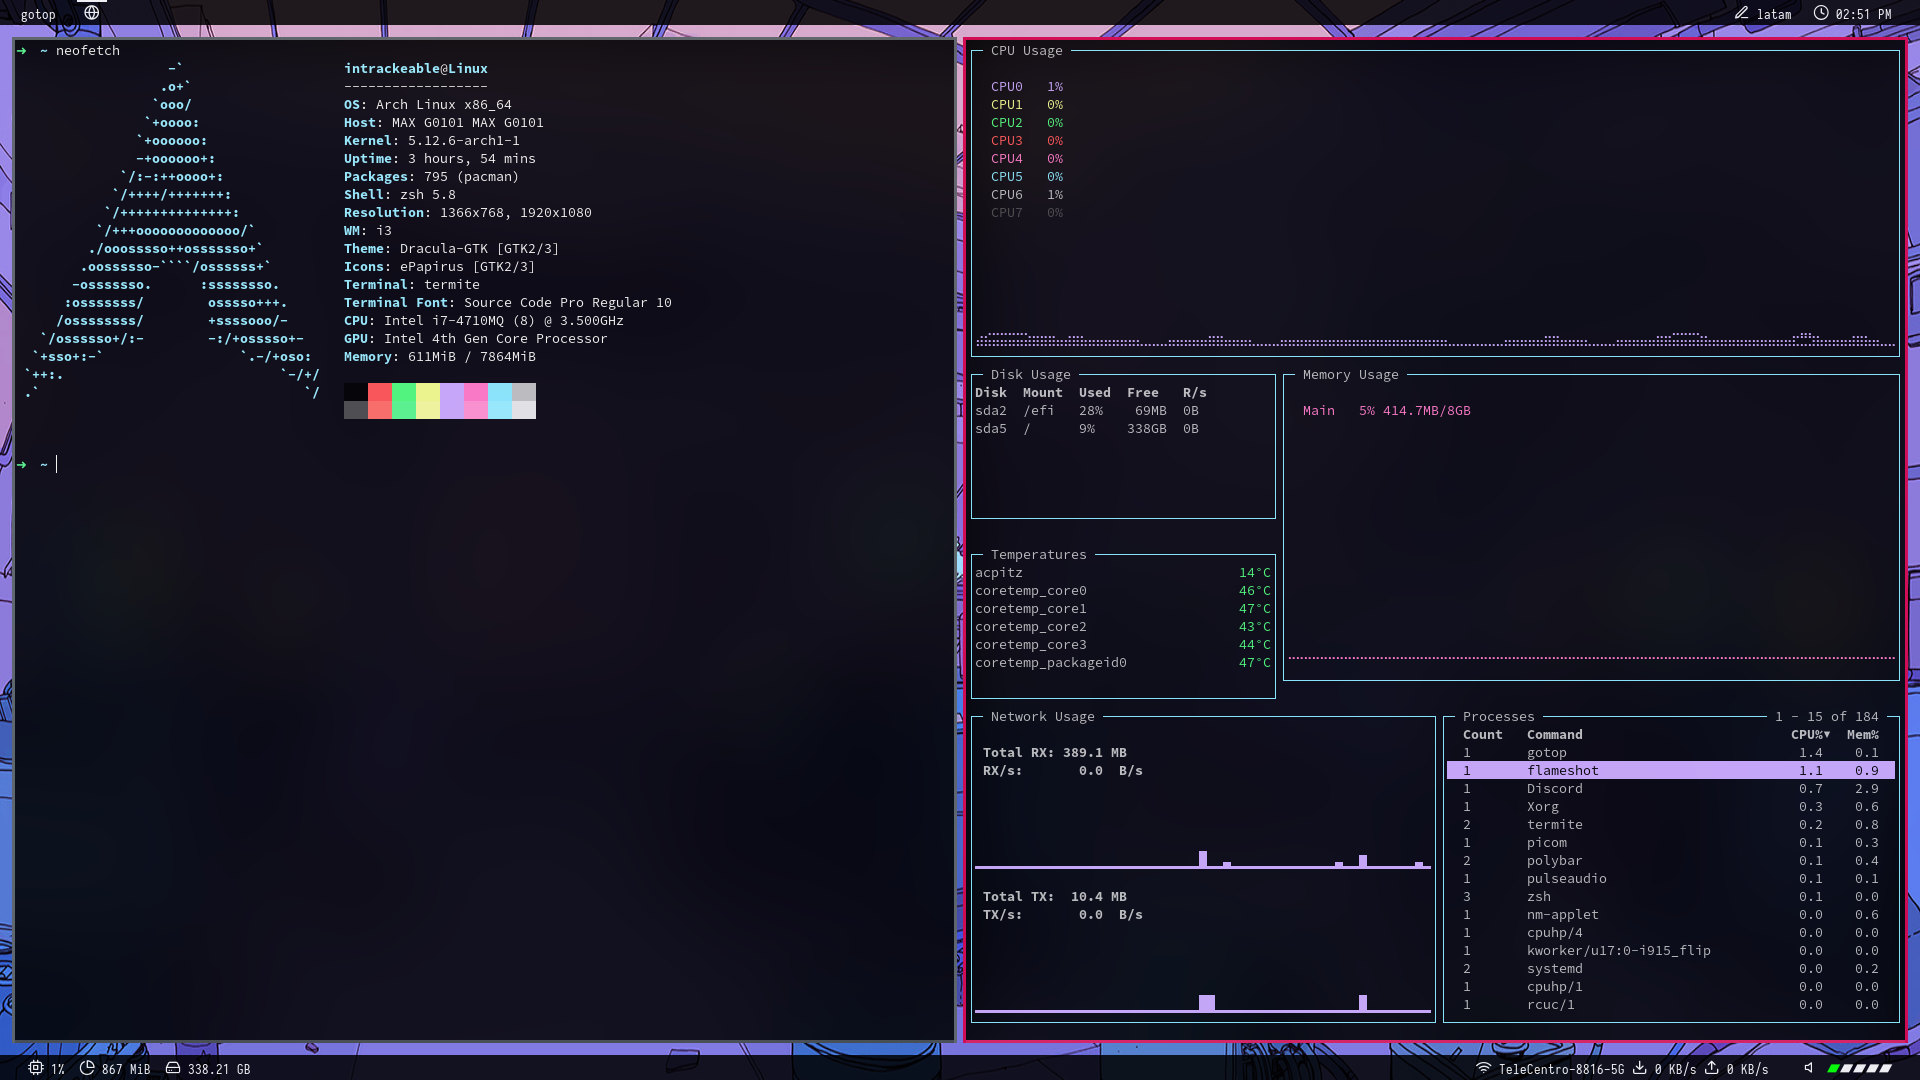 gotop
latam 02:51 PM
➜ ~ neofetch
-`
.o+`
`ooo/
`+oooo:
`+oooooo:
-+oooooo+:
`/:-:++oooo+:
`/++++/+++++++:
`/++++++++++++++:
`/+++ooooooooooooo/`
./ooosssso++osssssso+`
.oossssso-````/ossssss+`
-osssssso. :ssssssso.
:osssssss/ osssso+++.
/ossssssss/ +ssssooo/-
`/ossssso+/:- -:/+osssso+-
`+sso+:-` `.-/+oso:
`++:. `-/+/
.` `/
intrackeable@Linux
------------------
OS: Arch Linux x86_64
Host: MAX G0101 MAX G0101
Kernel: 5.12.6-arch1-1
Uptime: 3 hours, 54 mins
Packages: 795 (pacman)
Shell: zsh 5.8
Resolution: 1366x768, 1920x1080
WM: i3
Theme: Dracula-GTK [GTK2/3]
Icons: ePapirus [GTK2/3]
Terminal: termite
Terminal Font: Source Code Pro Regular 10
CPU: Intel i7-4710MQ (8) @ 3.500GHz
GPU: Intel 4th Gen Core Processor
Memory: 611MiB / 7864MiB
➜ ~
CPU Usage
CPU0 1%
CPU1 0%
CPU2 0%
CPU3 0%
CPU4 0%
CPU5 0%
CPU6 1%
CPU7 0%
Disk Usage
Disk Mount Used Free R/s
sda2 /efi 28% 69MB 0B
sda5 / 9% 338GB 0B
Memory Usage
Main 5% 414.7MB/8GB
Temperatures
acpitz 14°C
coretemp_core0 46°C
coretemp_core1 47°C
coretemp_core2 43°C
coretemp_core3 44°C
coretemp_packageid0 47°C
Network Usage
Total RX: 389.1 MB
RX/s: 0.0 B/s
Total TX: 10.4 MB
TX/s: 0.0 B/s
Processes 1 - 15 of 184
Count Command CPU%▼ Mem%
1 gotop 1.4 0.1
1 flameshot 1.1 0.9
1 Discord 0.7 2.9
1 Xorg 0.3 0.6
2 termite 0.2 0.8
1 picom 0.1 0.3
2 polybar 0.1 0.4
1 pulseaudio 0.1 0.1
3 zsh 0.1 0.0
1 nm-applet 0.0 0.6
1 cpuhp/4 0.0 0.0
1 kworker/u17:0-i915_flip 0.0 0.0
2 systemd 0.0 0.2
1 cpuhp/1 0.0 0.0
1 rcuc/1 0.0 0.0
1% 867 MiB 338.21 GB
TeleCentro-8816-5G 0 KB/s 0 KB/s